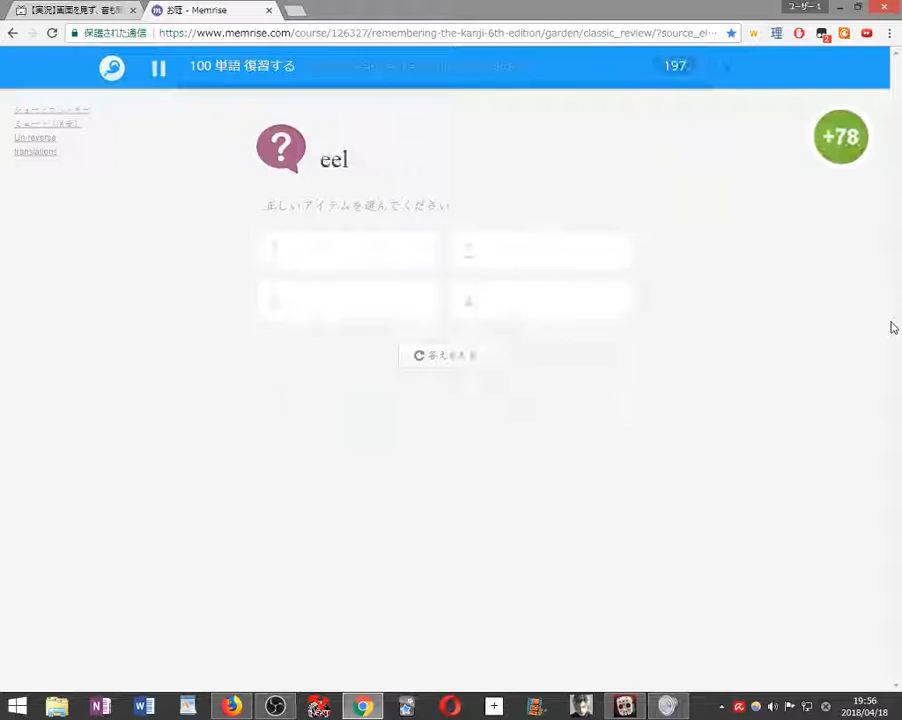 【実況】画面を見ず、音も
お庭 - Memrise
ユーザー 1
保護された通信
https://www.memrise.com/course/126327/remembering-the-kanji-6th-edition/garden/classic_review/?source_el...
理
2
100 単語 復習する
197
Lin-reverse
translations
+78
?
eel
正しいアイテムを選んでください
19:56
2018/04/18